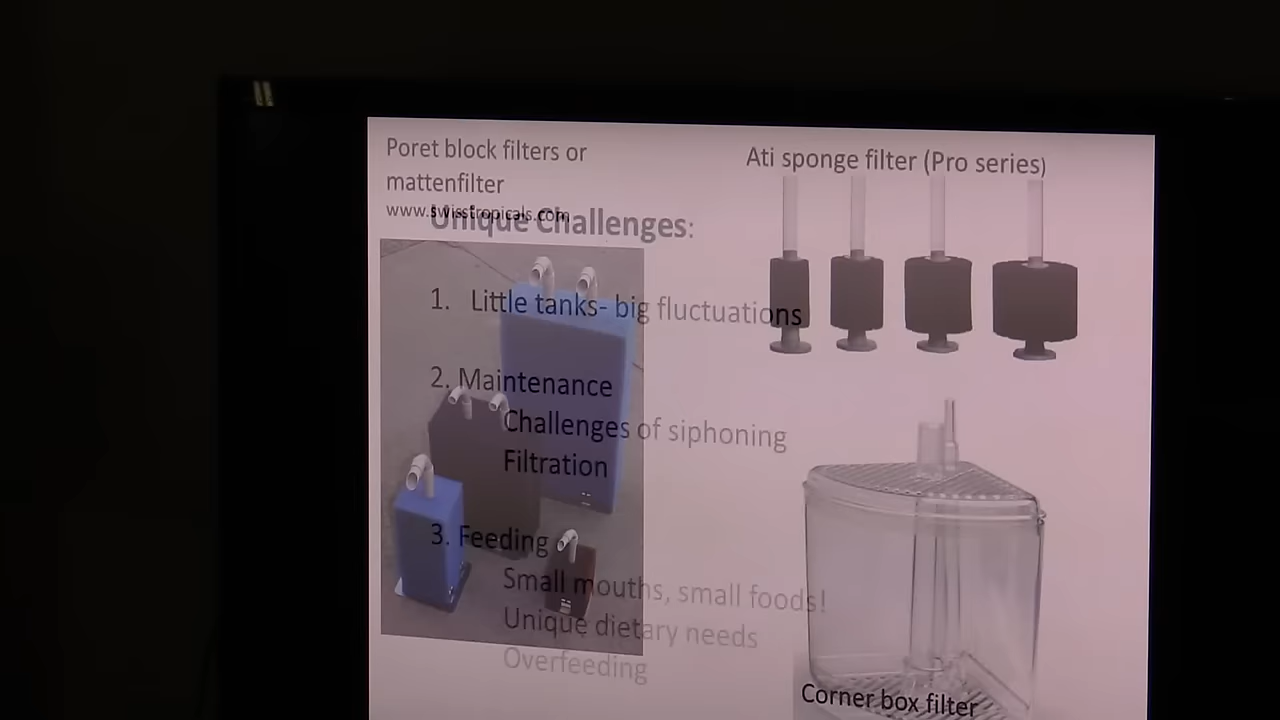 Poret block filters or
mattenfilter
www.swisstropicals.com
Ati sponge filter (Pro series)
Unique Challenges:
1. Little tanks- big fluctuations
2. Maintenance
Challenges of siphoning
Filtration
3. Feeding
Small mouths, small foods!
Unique dietary needs
Overfeeding
Corner box filter